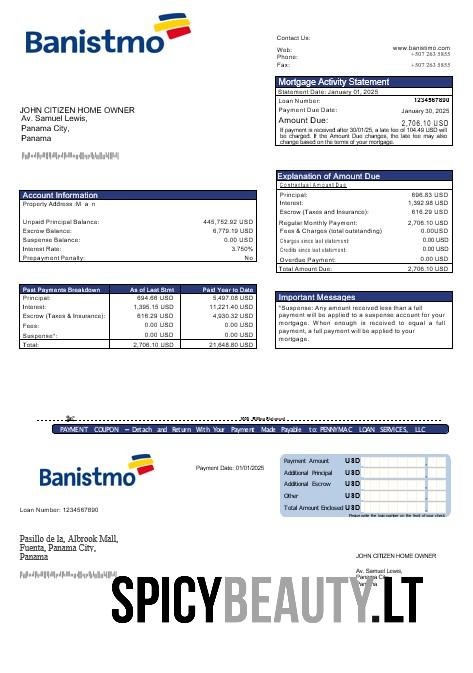 Banistmo
Contact Us:
Web: www.banistmo.com
Phone: +507 263 5855
Fax: +507 263 5855
Mortgage Activity Statement
Statement Date: January 01, 2025
Loan Number: 1234567890
Payment Due Date: January 30, 2025
Amount Due: 2,706.10 USD
If payment is received after 30/01/25, a late fee of 104.49 USD will
be charged. If the Amount Due changes, the late fee may also
change based on the terms of your mortgage.
JOHN CITIZEN HOME OWNER
Av. Samuel Lewis,
Panama City,
Panama
Account Information
Property Address
Unpaid Principal Balance: 445,752.92 USD
Escrow Balance: 6,779.19 USD
Suspense Balance: 0.00 USD
Interest Rate: 3.750%
Prepayment Penalty: No
Explanation of Amount Due
Contractual Amount Due
Principal: 696.83 USD
Interest: 1,392.98 USD
Escrow (Taxes and Insurance): 616.29 USD
Regular Monthly Payment: 2,706.10 USD
Fees & Charges (total outstanding) 0.00USD
Charges since last statement: 0.00 USD
Credits since last statement: 0.00 USD
Overdue Payment: 0.00 USD
Total Amount Due: 2,706.10 USD
Past Payments Breakdown As of Last Stmt Paid Year to Date
Principal: 694.66 USD 5,497.08 USD
Interest: 1,395.15 USD 11,221.40 USD
Escrow (Taxes & Insurance): 616.29 USD 4,930.32 USD
Fees: 0.00 USD 0.00 USD
Suspense*: 0.00 USD 0.00 USD
Total: 2,706.10 USD 21,648.80 USD
Important Messages
*Suspense: Any amount received less than a full
payment will be applied to a suspense account for your
mortgage. When enough is received to equal a full
payment, a full payment will be applied to your
mortgage.
PAYMENT COUPON – Detach and Return With Your Payment Made Payable to: PENNYMAC LOAN SERVICES, LLC
Banistmo
Payment Date: 01/01/2025
Loan Number: 1234567890
Payment Amount USD
Additional Principal USD
Additional Escrow USD
Other USD
Total Amount Enclosed USD
Please write the loan number on the front of your check.
Pasillo de la, Albrook Mall,
Fuenta, Panama City,
Panama
JOHN CITIZEN HOME OWNER
Av. Samuel Lewis,
Panama City,
SPICYBEAUTY.LT